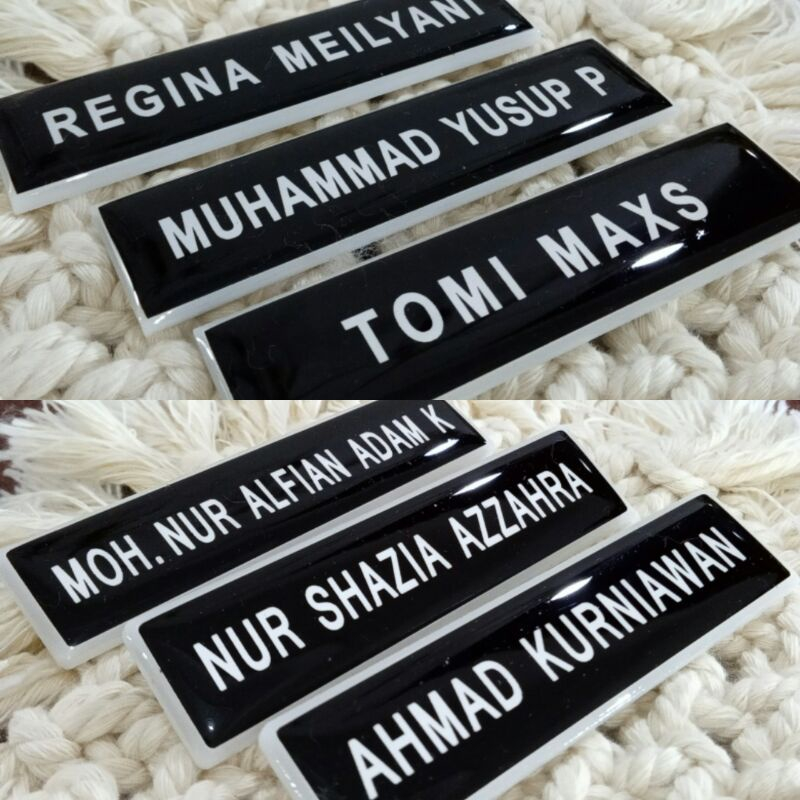 REGINA MEILYANI
MUHAMMAD YUSUP P
TOMI MAXS
MOH. NUR ALFIAN ADAM K
NUR SHAZIA AZZAHRA
AHMAD KURNIAWAN